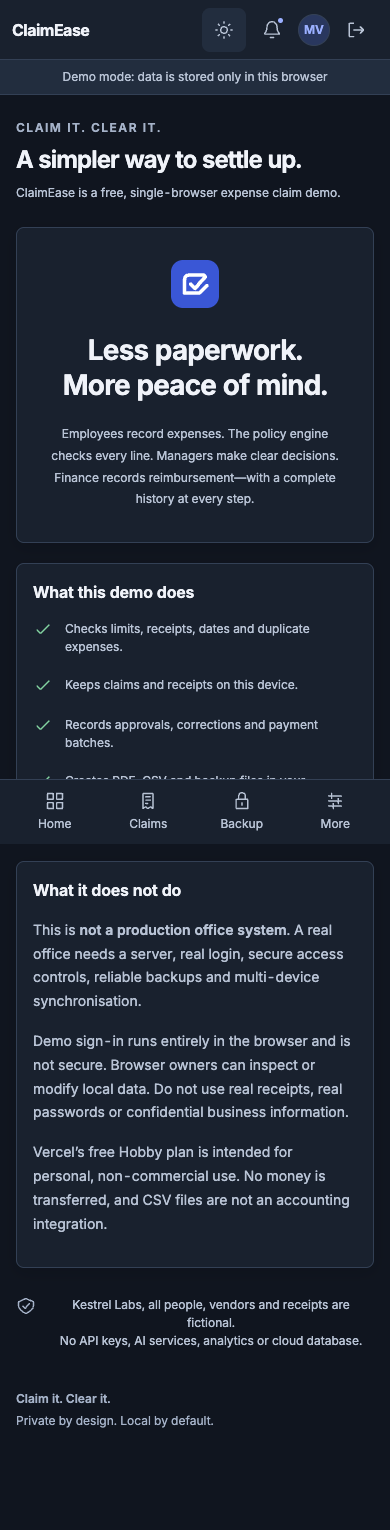 ClaimEase
MV
Demo mode: data is stored only in this browser
CLAIM IT. CLEAR IT.
A simpler way to settle up.
ClaimEase is a free, single-browser expense claim demo.
Less paperwork.
More peace of mind.
Employees record expenses. The policy engine
checks every line. Managers make clear decisions.
Finance records reimbursement—with a complete
history at every step.
What this demo does
Checks limits, receipts, dates and duplicate
expenses.
Keeps claims and receipts on this device.
Records approvals, corrections and payment
batches.
Home
Claims
Backup
More
What it does not do
This is not a production office system. A real
office needs a server, real login, secure access
controls, reliable backups and multi-device
synchronisation.
Demo sign-in runs entirely in the browser and is
not secure. Browser owners can inspect or
modify local data. Do not use real receipts, real
passwords or confidential business information.
Vercel’s free Hobby plan is intended for
personal, non-commercial use. No money is
transferred, and CSV files are not an accounting
integration.
Kestrel Labs, all people, vendors and receipts are
fictional.
No API keys, AI services, analytics or cloud database.
Claim it. Clear it.
Private by design. Local by default.